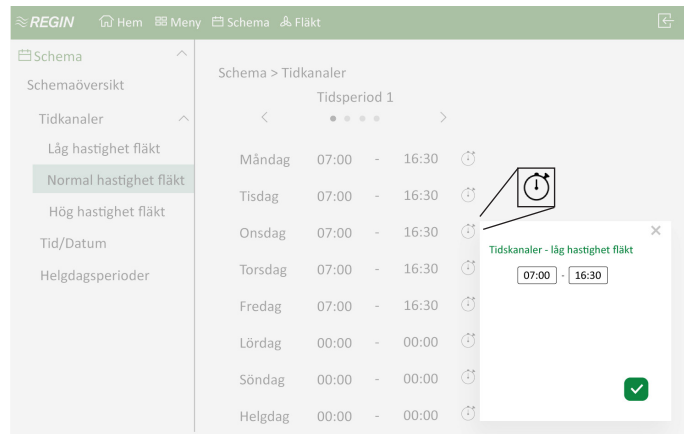 REGIN Hem Meny Schema Fläkt
Schema
Schemaöversikt
Tidkanaler
Låg hastighet fläkt
Normal hastighet fläkt
Hög hastighet fläkt
Tid/Datum
Helgdagsperioder
Schema > Tidkanaler
Tidsperiod 1
< >
Måndag 07:00 - 16:30
Tisdag 07:00 - 16:30
Onsdag 07:00 - 16:30
Torsdag 07:00 - 16:30
Fredag 07:00 - 16:30
Lördag 00:00 - 00:00
Söndag 00:00 - 00:00
Helgdag 00:00 - 00:00
Tidskanaler - låg hastighet fläkt
07:00 - 16:30